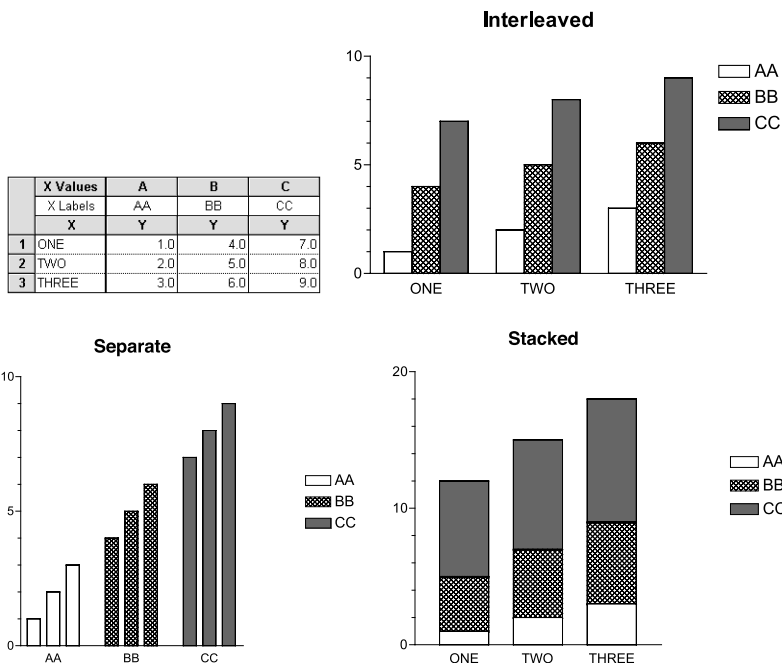 Interleaved
10
5
0
ONE TWO THREE
AA
BB
CC
X Values A B C
X Labels AA BB CC
X Y Y Y
1 ONE 1.0 4.0 7.0
2 TWO 2.0 5.0 8.0
3 THREE 3.0 6.0 9.0
Separate
10
5
0
AA BB CC
AA
BB
CC
Stacked
20
10
0
ONE TWO THREE
AA
BB
CC